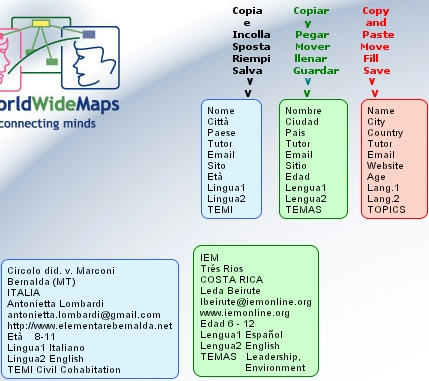 Copia
e
Incolla
Sposta
Riempi
Salva
v
v
Copiar
y
Pegar
Mover
llenar
Guardar
v
v
Copy
and
Paste
Move
Fill
Save
v
v
orldWideMaps
connecting minds
Nome
Città
Paese
Tutor
Email
Sito
Età
Lingua1
Lingua2
TEMI
Nombre
Ciudad
Pais
Tutor
Email
Sitio
Edad
Lengua1
Lengua2
TEMAS
Name
City
Country
Tutor
Email
Website
Age
Lang.1
Lang.2
TOPICS
Circolo did. v. Marconi
Bernalda (MT)
ITALIA
Antonietta Lombardi
antonietta.lombardi@gmail.com
http://www.elementarebernalda.net
Età 8-11
Lingua1 Italiano
Lingua2 English
TEMI Civil Cohabitation
IEM
Trés Rios
COSTA RICA
Leda Beirute
lbeirute@iemonline.org
www.iemonline.org
Edad 6 - 12
Lengua1 Español
Lengua2 English
TEMAS Leadership,
Environment